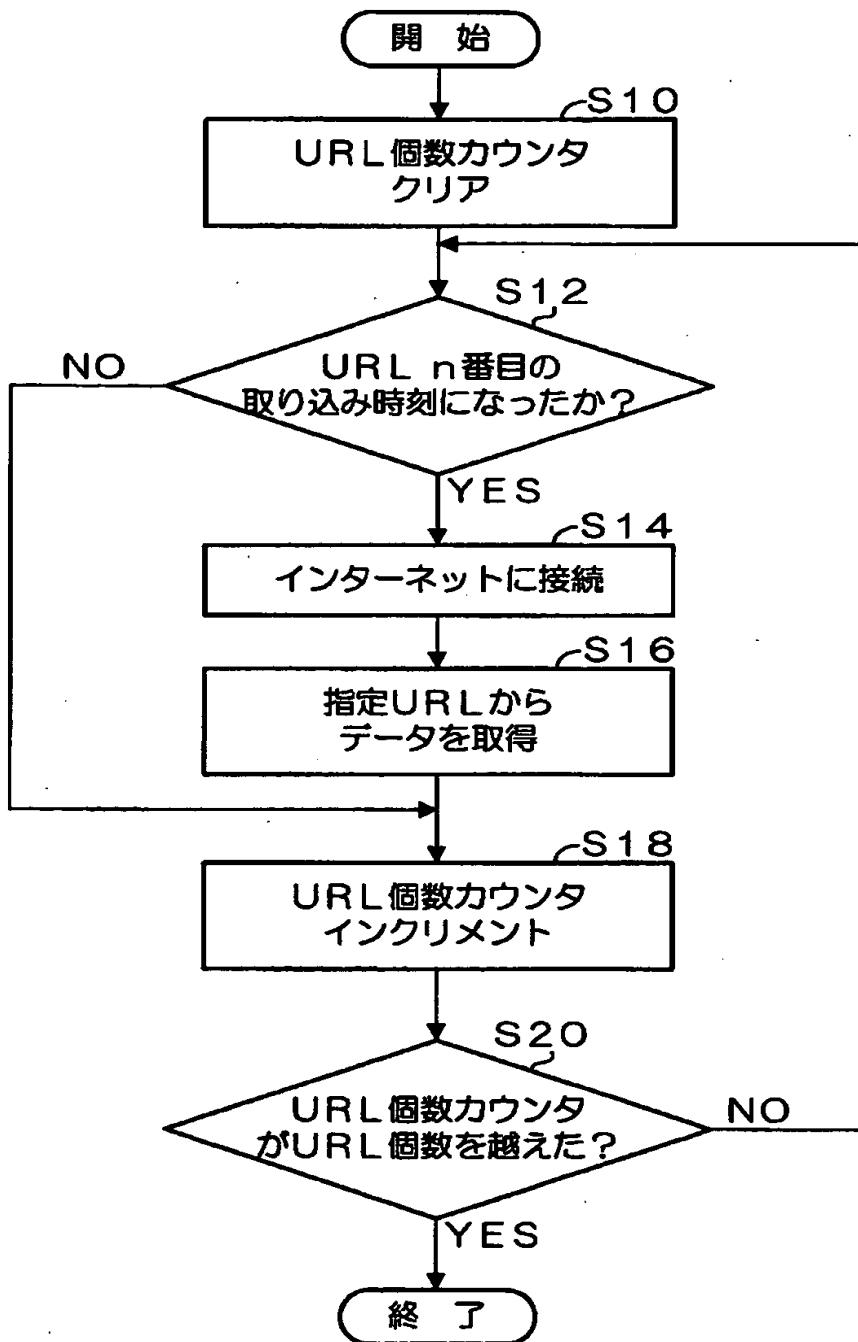 開 始
S10
URL個数カウンタ
クリア
S12
NO
URL n番目の
取り込み時刻になったか？
YES
S14
インターネットに接続
S16
指定URLから
データを取得
S18
URL個数カウンタ
インクリメント
S20
URL個数カウンタ
がURL個数を越えた？
NO
YES
終 了